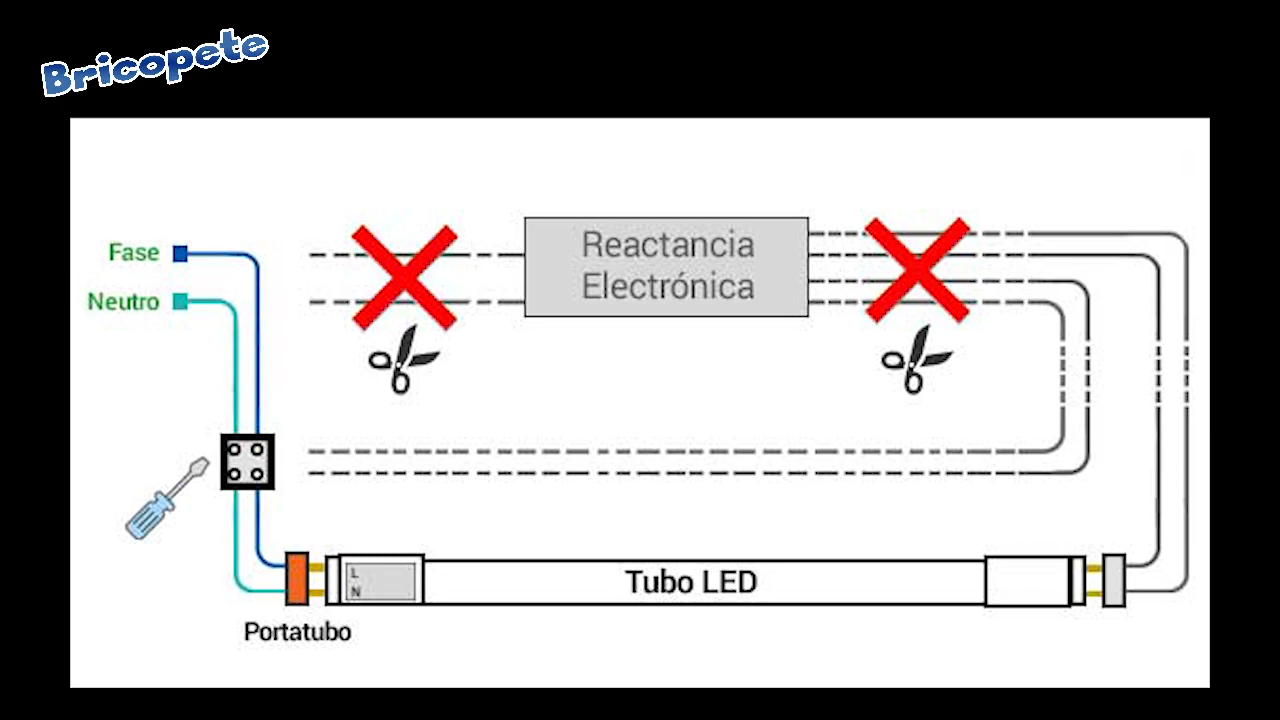 Bricopete
Reactancia
Electrónica
Fase
Neutro
L
N
Tubo LED
Portatubo